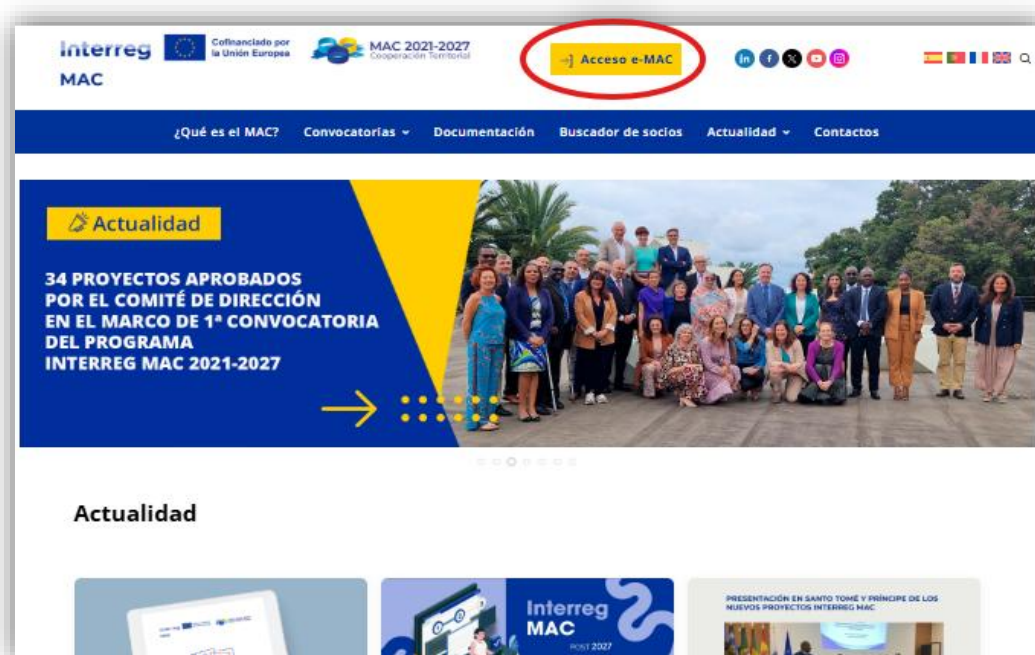 Interreg
MAC
Cofinanciado por
la Unión Europea
MAC 2021-2027
Cooperación Territorial
Acceso e-MAC
¿Qué es el MAC? Convocatorias Documentación Buscador de socios Actualidad Contactos
Actualidad
34 PROYECTOS APROBADOS
POR EL COMITÉ DE DIRECCIÓN
EN EL MARCO DE 1ª CONVOCATORIA
DEL PROGRAMA
INTERREG MAC 2021-2027
Actualidad
Interreg
MAC
POST 2027
PRESENTACIÓN EN SANTO TOMÉ Y PRÍNCIPE DE LOS
NUEVOS PROYECTOS INTERREG MAC